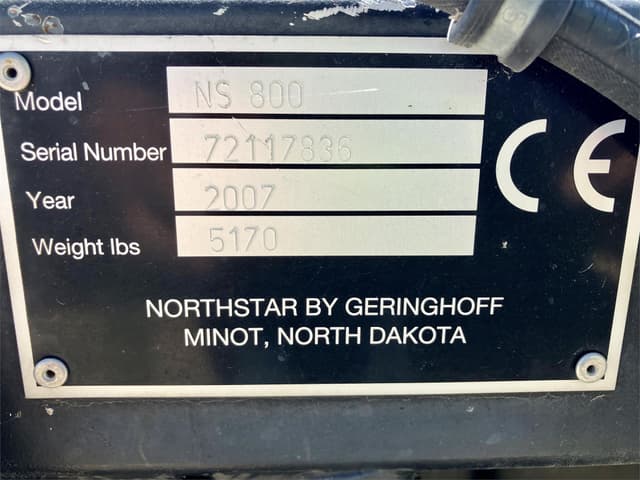 Model NS 800
Serial Number 72117836
Year 2007
Weight lbs 5170
CE
NORTHSTAR BY GERINGHOFF
MINOT, NORTH DAKOTA